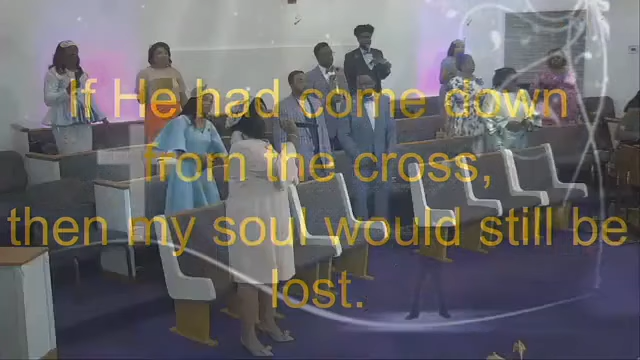 If He had come down
from the cross,
then my soul would still be
lost.